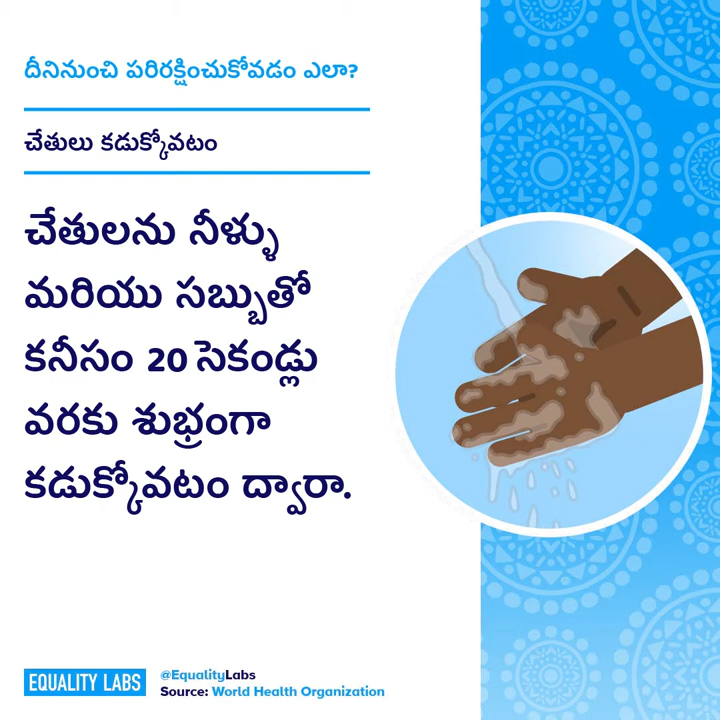 దీనినుంచి పరిరక్షించుకోవడం ఎలా?
చేతులు కడుక్కోవటం
చేతులను నీళ్ళు
మరియు సబ్బుతో
కనీసం 20 సెకండ్లు
వరకు శుభ్రంగా
కడుక్కోవటం ద్వారా.
EQUALITY LABS
@EqualityLabs
Source: World Health Organization